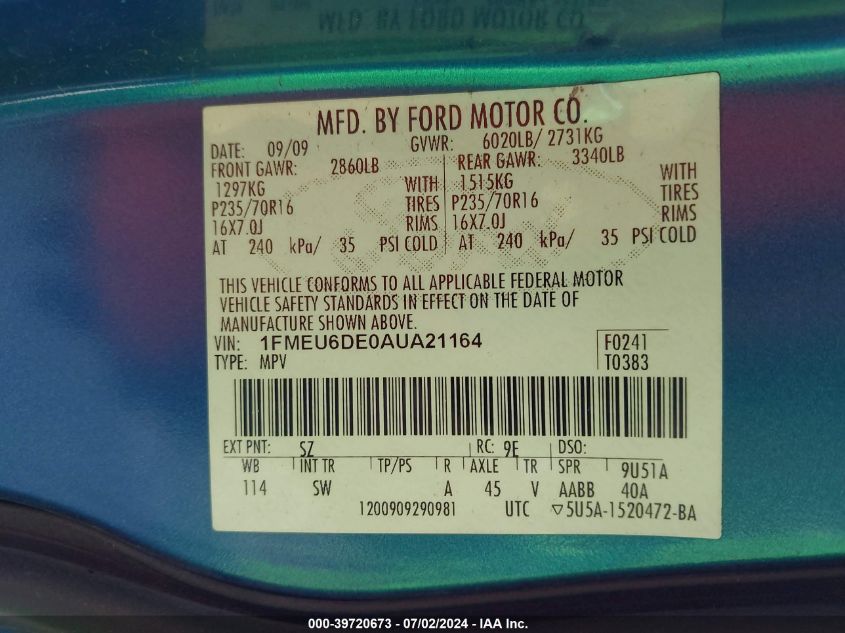 MFD. BY FORD MOTOR CO.
MFD. BY FORD MOTOR CO.
DATE: 09/09 GVWR: 6020LB/ 2731KG
FRONT GAWR: 2860LB REAR GAWR: 3340LB
1297KG WITH 1515KG WITH
P235/70R16 TIRES P235/70R16 TIRES
16X7.0J RIMS 16X7.0J RIMS
AT 240 kPa/ 35 PSI COLD AT 240 kPa/ 35 PSI COLD
THIS VEHICLE CONFORMS TO ALL APPLICABLE FEDERAL MOTOR
VEHICLE SAFETY STANDARDS IN EFFECT ON THE DATE OF
MANUFACTURE SHOWN ABOVE.
VIN: 1FMEU6DE0AUA21164 F0241
TYPE: MPV T0383
EXT PNT: SZ RC: 9E DSO:
WB INT TR TP/PS R AXLE TR SPR 9U51A
114 SW A 45 V AABB 40A
1200909290981 UTC ▽5U5A-1520472-BA
000-39720673 - 07/02/2024 - IAA Inc.